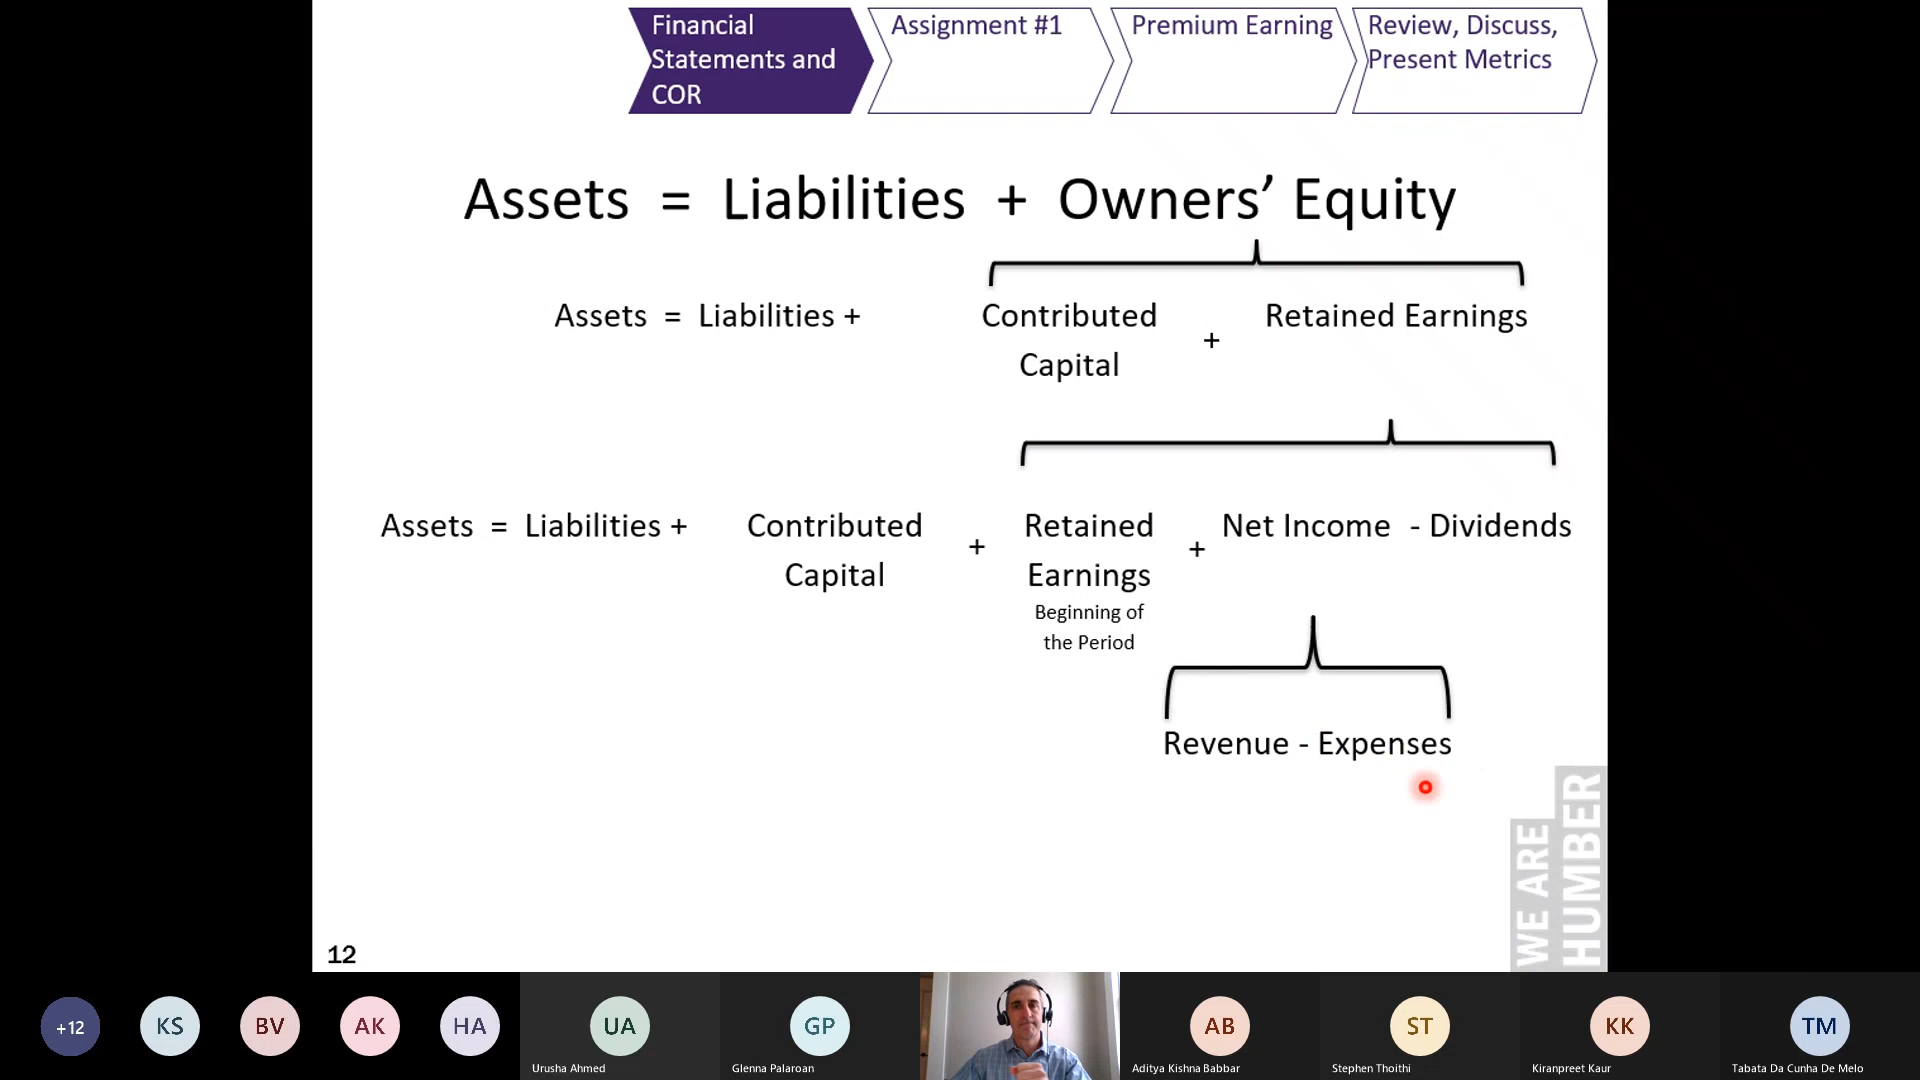 Financial
Statements and
COR
Assignment #1
Premium Earning
Review, Discuss,
Present Metrics
Assets = Liabilities + Owners’ Equity
Assets = Liabilities + Contributed Capital + Retained Earnings
Assets = Liabilities + Contributed Capital + Retained Earnings + Net Income - Dividends
Beginning of
the Period
Revenue - Expenses
WE ARE
HUMBER
12
+12
KS
BV
AK
HA
UA
Urusha Ahmed
GP
Glenna Palaroan
AB
Aditya Kishna Babbar
ST
Stephen Thoithi
KK
Kiranpreet Kaur
TM
Tabata Da Cunha De Melo